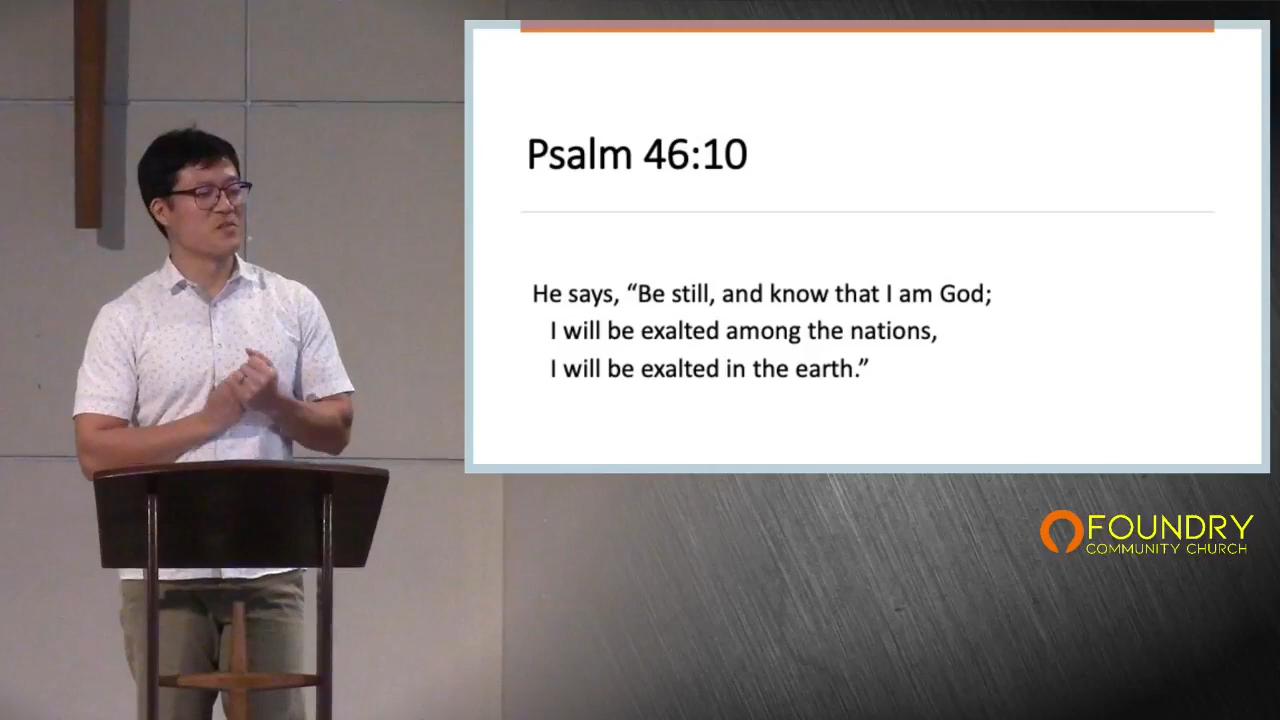 Psalm 46:10
He says, “Be still, and know that I am God;
I will be exalted among the nations,
I will be exalted in the earth.”
FOUNDRY
COMMUNITY CHURCH